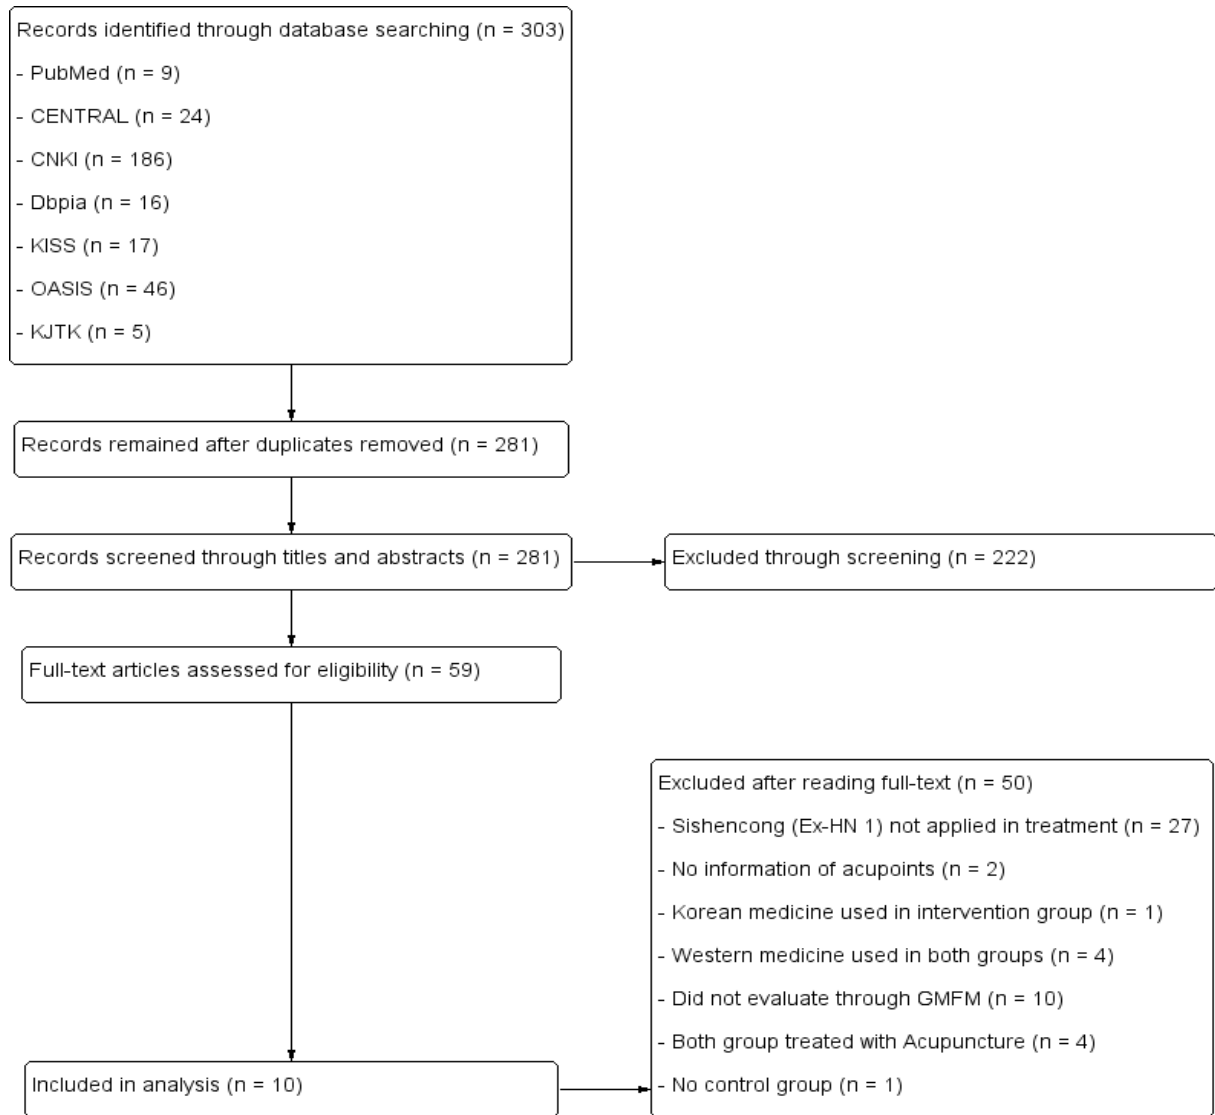 Records identified through database searching (n = 303)
- PubMed (n = 9)
- CENTRAL (n = 24)
- CNKI (n = 186)
- Dbpia (n = 16)
- KISS (n = 17)
- OASIS (n = 46)
- KJTK (n = 5)
Records remained after duplicates removed (n = 281)
Records screened through titles and abstracts (n = 281)
Excluded through screening (n = 222)
Full-text articles assessed for eligibility (n = 59)
Excluded after reading full-text (n = 50)
- Sishencong (Ex-HN 1) not applied in treatment (n = 27)
- No information of acupoints (n = 2)
- Korean medicine used in intervention group (n = 1)
- Western medicine used in both groups (n = 4)
- Did not evaluate through GMFM (n = 10)
- Both group treated with Acupuncture (n = 4)
- No control group (n = 1)
Included in analysis (n = 10)